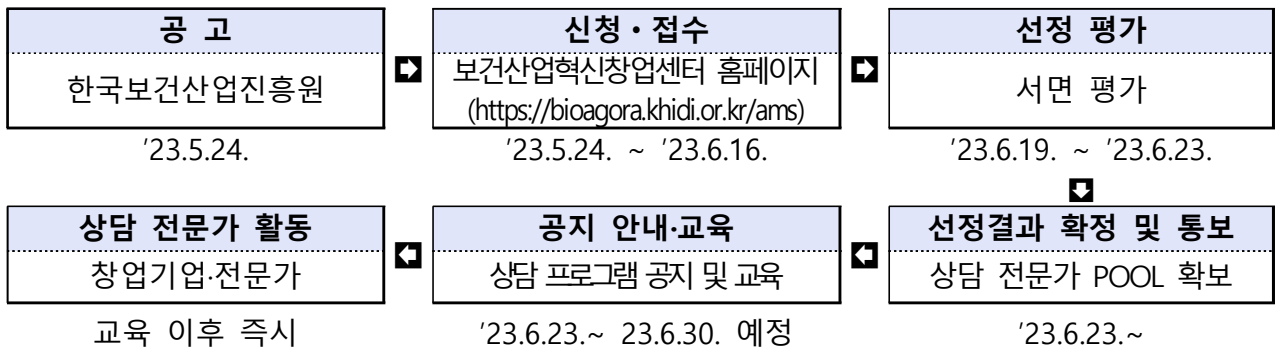 공 고
한국보건산업진흥원
'23.5.24.
신청・접수
보건산업혁신창업센터 홈페이지
(https://bioagora.khidi.or.kr/ams)
'23.5.24. ~ '23.6.16.
선정 평가
서면 평가
'23.6.19. ~ '23.6.23.
선정결과 확정 및 통보
상담 전문가 POOL 확보
'23.6.23.~
공지 안내·교육
상담 프로그램 공지 및 교육
'23.6.23.~ 23.6.30. 예정
상담 전문가 활동
창업기업·전문가
교육 이후 즉시